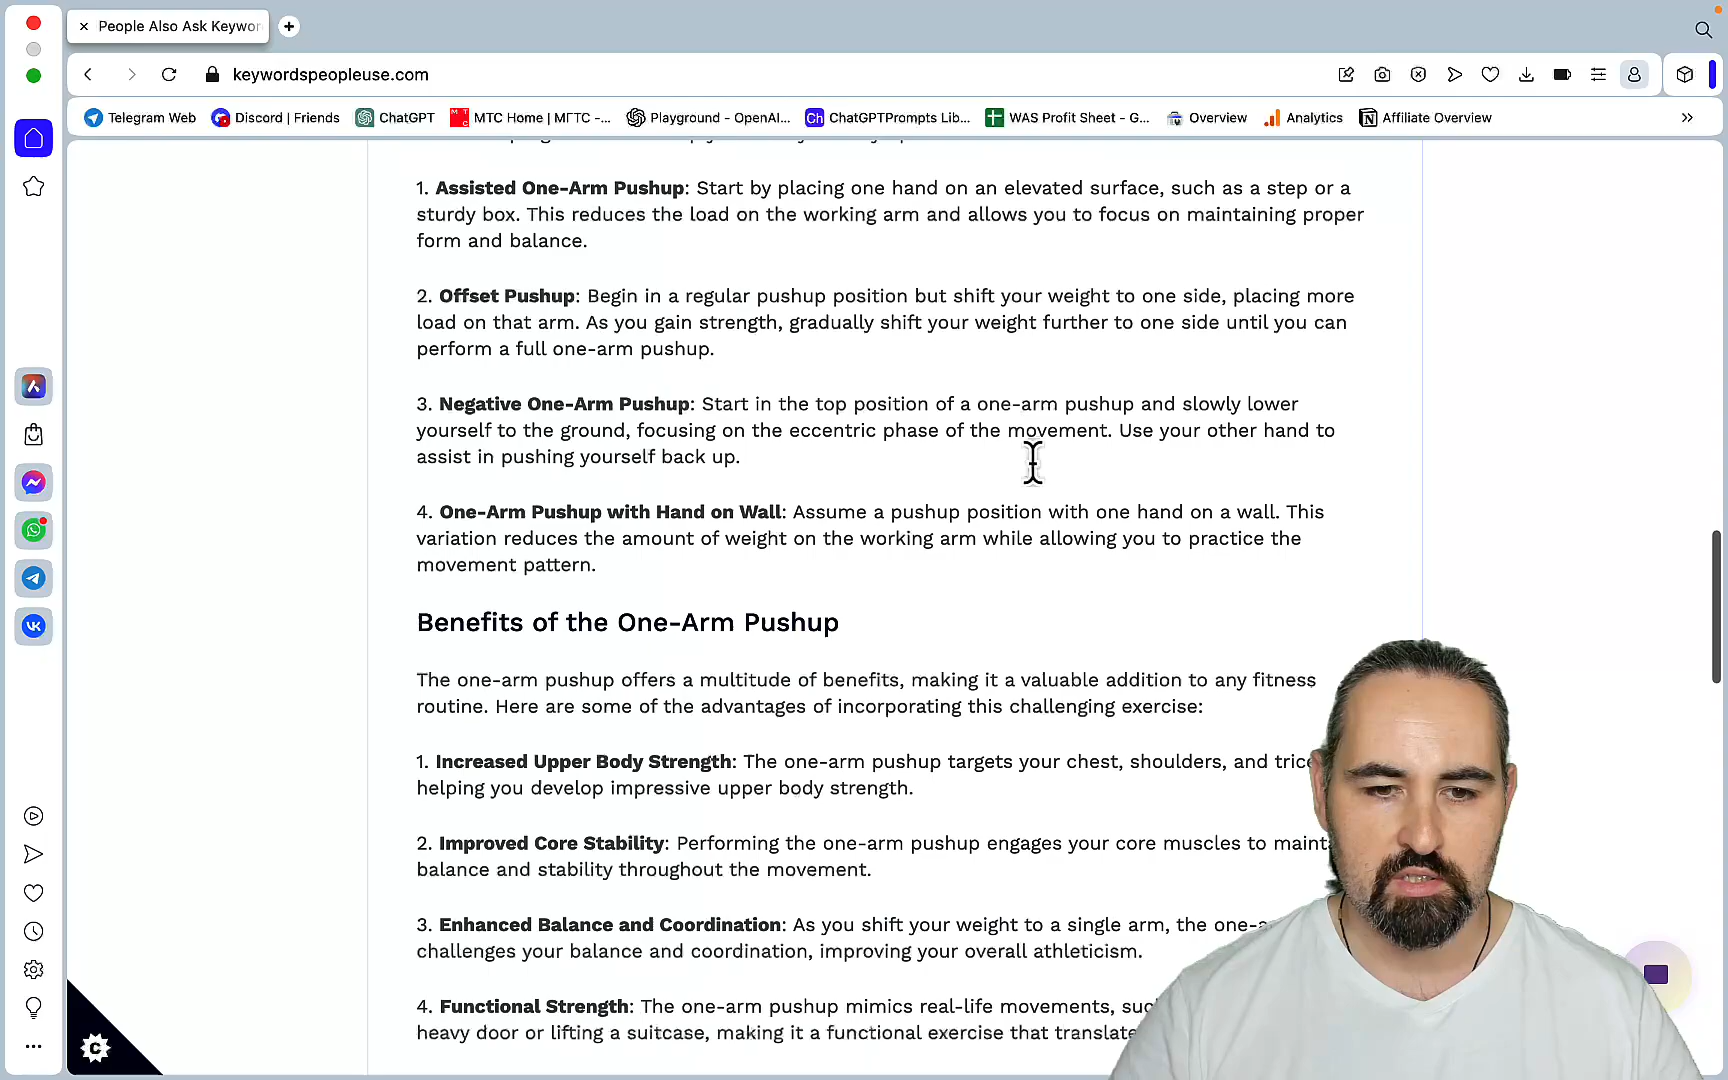 People Also Ask Keywor
keywordspeopleuse.com
Telegram Web
Discord | Friends
ChatGPT
МТС Home | МГТС -...
Playground - OpenAI...
Ch ChatGPTPrompts Lib...
WAS Profit Sheet - G...
Overview
Analytics
Affiliate Overview
1. Assisted One-Arm Pushup: Start by placing one hand on an elevated surface, such as a step or a
sturdy box. This reduces the load on the working arm and allows you to focus on maintaining proper
form and balance.
2. Offset Pushup: Begin in a regular pushup position but shift your weight to one side, placing more
load on that arm. As you gain strength, gradually shift your weight further to one side until you can
perform a full one-arm pushup.
3. Negative One-Arm Pushup: Start in the top position of a one-arm pushup and slowly lower
yourself to the ground, focusing on the eccentric phase of the movement. Use your other hand to
assist in pushing yourself back up.
4. One-Arm Pushup with Hand on Wall: Assume a pushup position with one hand on a wall. This
variation reduces the amount of weight on the working arm while allowing you to practice the
movement pattern.
Benefits of the One-Arm Pushup
The one-arm pushup offers a multitude of benefits, making it a valuable addition to any fitness
routine. Here are some of the advantages of incorporating this challenging exercise:
1. Increased Upper Body Strength: The one-arm pushup targets your chest, shoulders, and trice
helping you develop impressive upper body strength.
2. Improved Core Stability: Performing the one-arm pushup engages your core muscles to maint
balance and stability throughout the movement.
3. Enhanced Balance and Coordination: As you shift your weight to a single arm, the one-a
challenges your balance and coordination, improving your overall athleticism.
4. Functional Strength: The one-arm pushup mimics real-life movements, suc
heavy door or lifting a suitcase, making it a functional exercise that translate